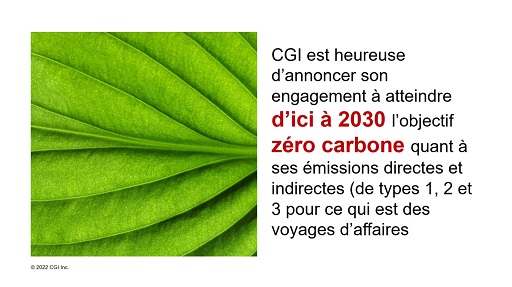 CGI est heureuse
d’annoncer son
engagement à atteindre
d’ici à 2030 l’objectif
zéro carbone quant à
ses émissions directes et
indirectes (de types 1, 2 et
3 pour ce qui est des
voyages d’affaires
© 2022 CGI Inc.